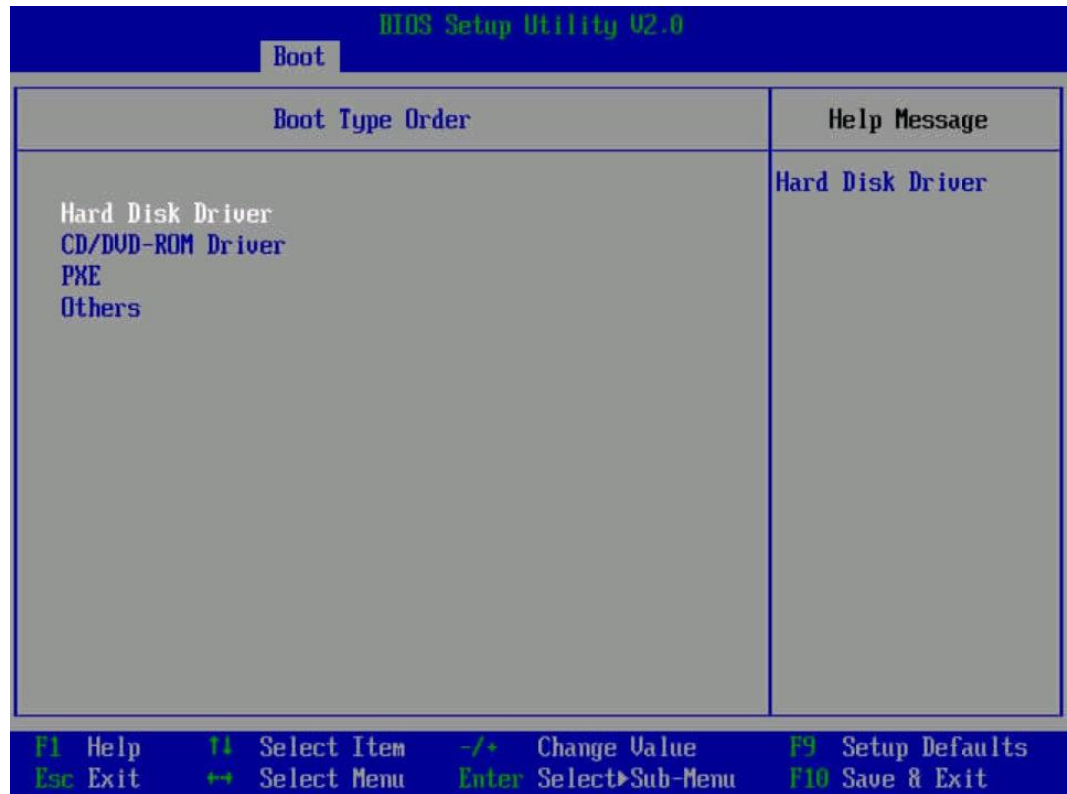 BIOS Setup Utility V2.0
Boot
Boot Type Order
Help Message
Hard Disk Driver
Hard Disk Driver
CD/DVD-ROM Driver
PXE
Others
F1 Help ↑↓ Select Item -/+ Change Value F9 Setup Defaults
Esc Exit ↔ Select Menu Enter Select▶Sub-Menu F10 Save & Exit